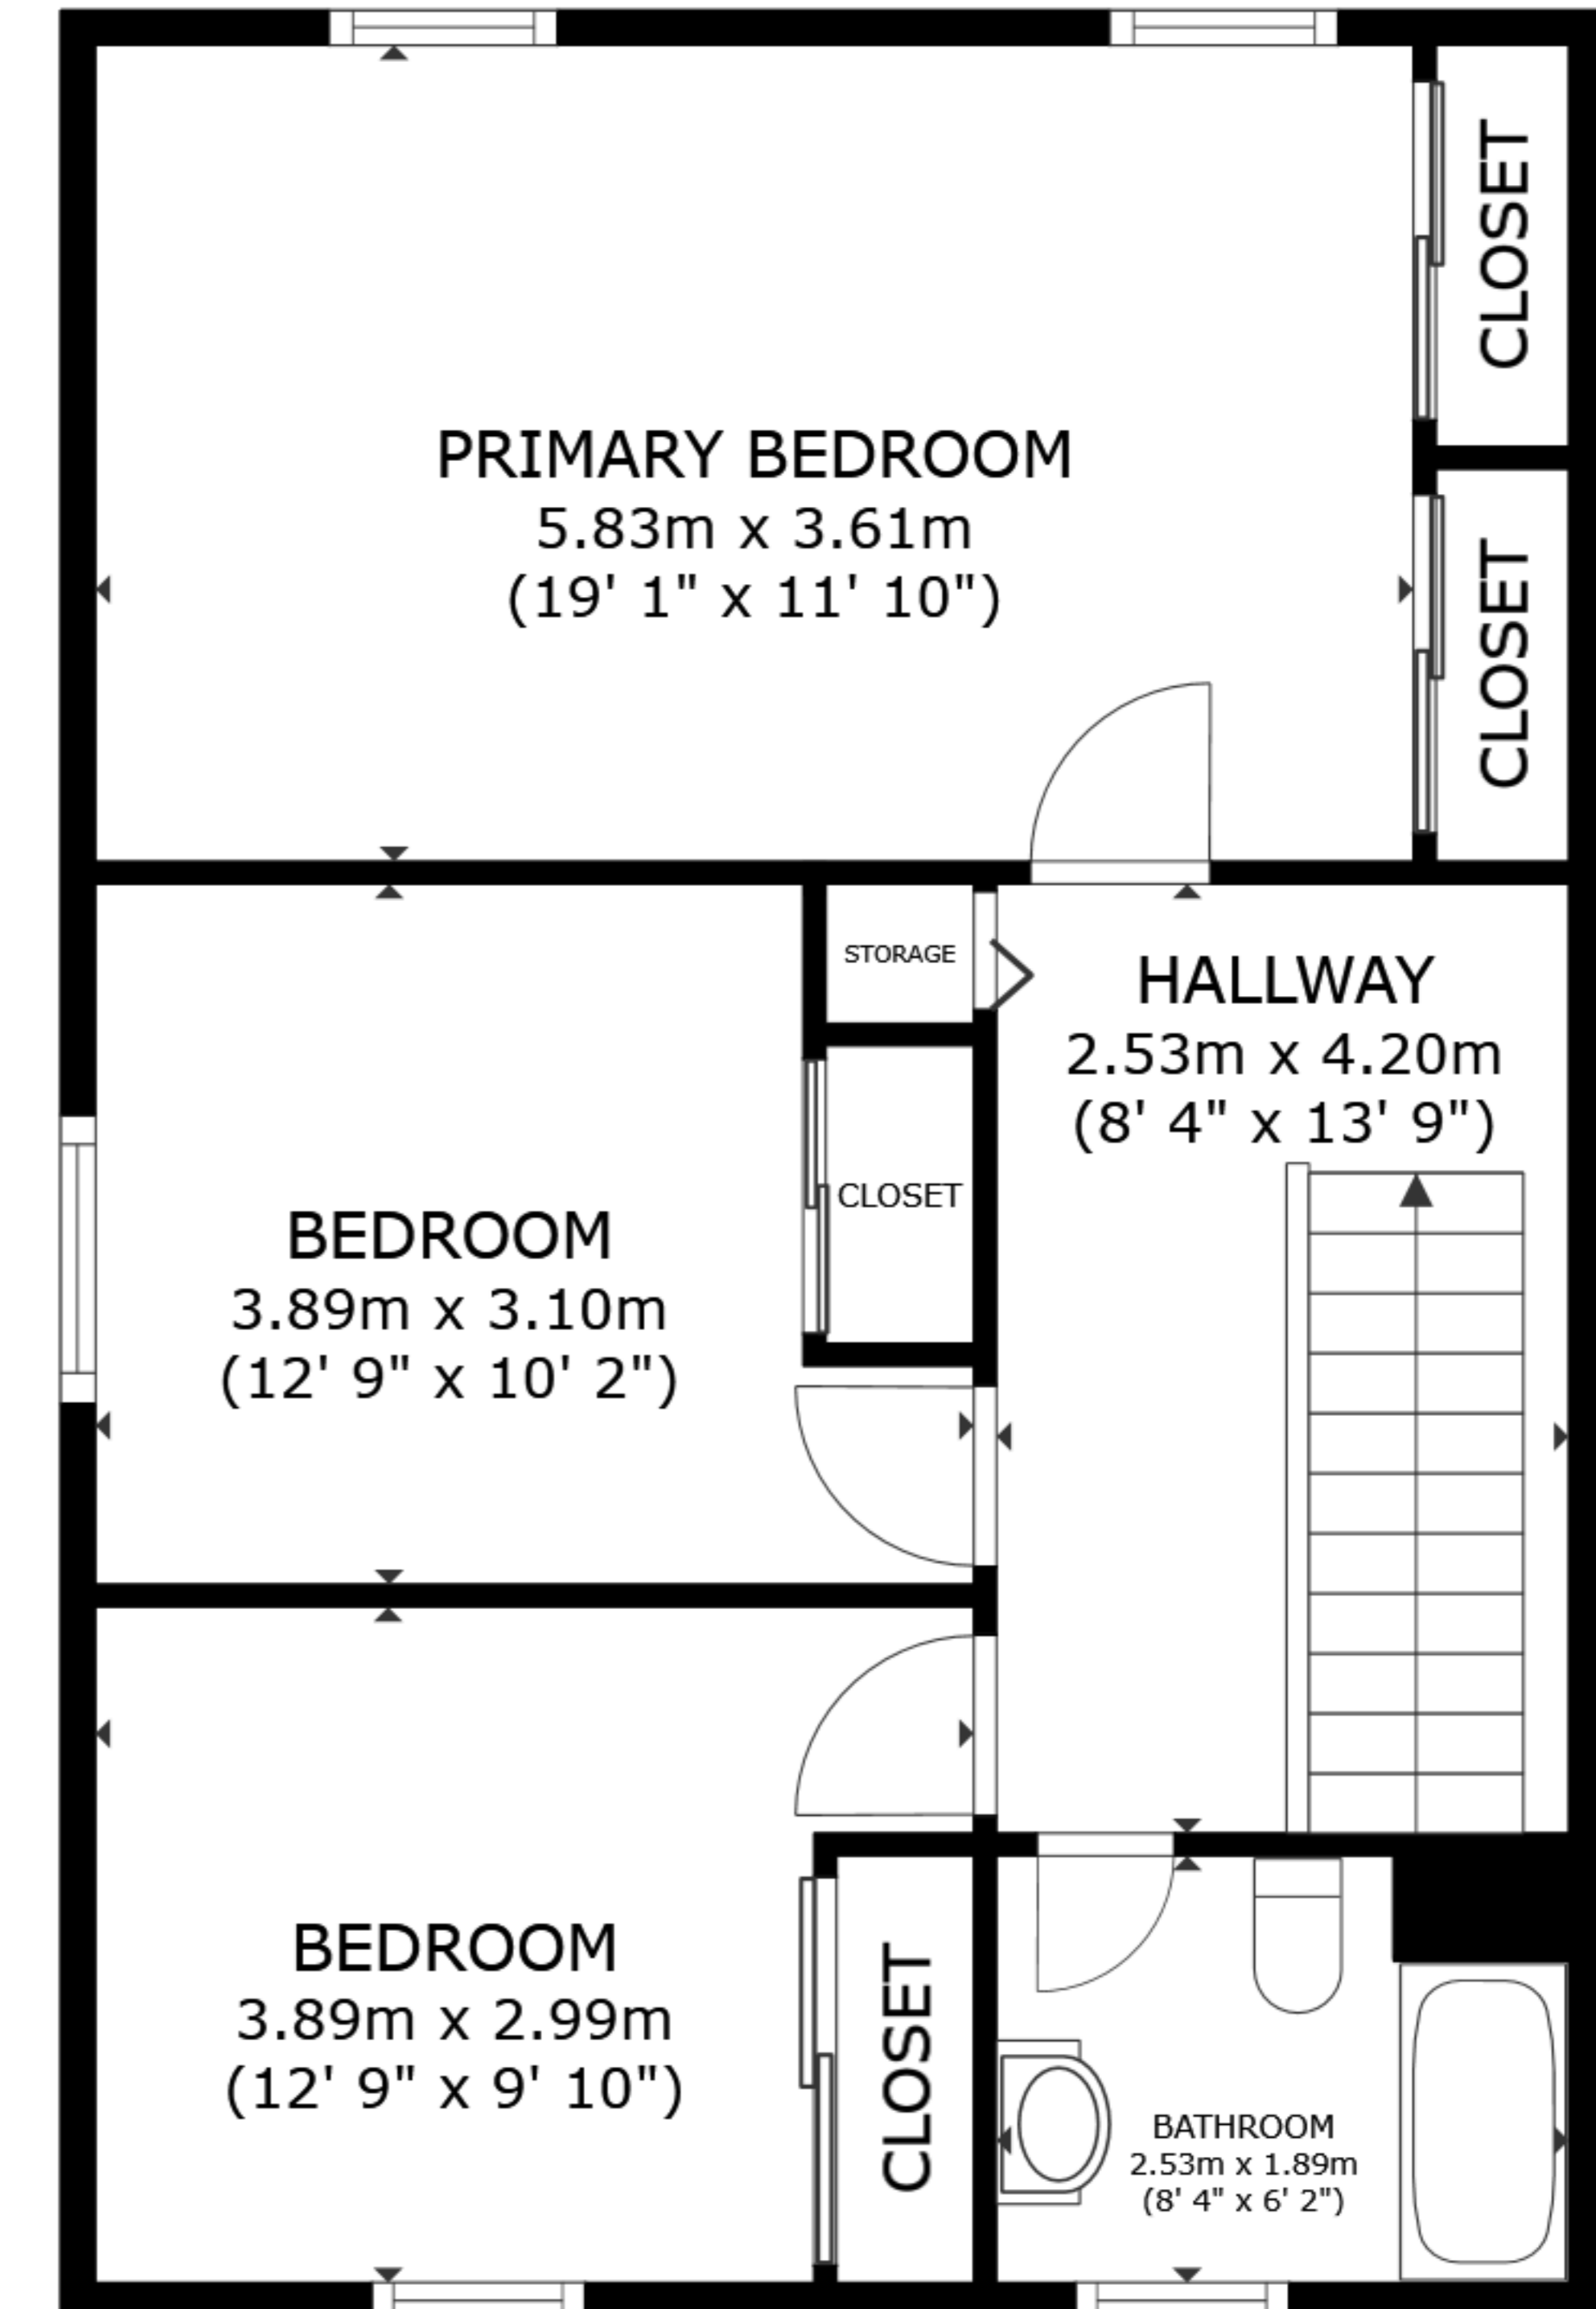 PRIMARY BEDROOM
5.83m x 3.61m
(19' 1" x 11' 10")
CLOSET
CLOSET
STORAGE
HALLWAY
2.53m x 4.20m
(8' 4" x 13' 9")
CLOSET
BEDROOM
3.89m x 3.10m
(12' 9" x 10' 2")
BEDROOM
3.89m x 2.99m
(12' 9" x 9' 10")
CLOSET
BATHROOM
2.53m x 1.89m
(8' 4" x 6' 2")